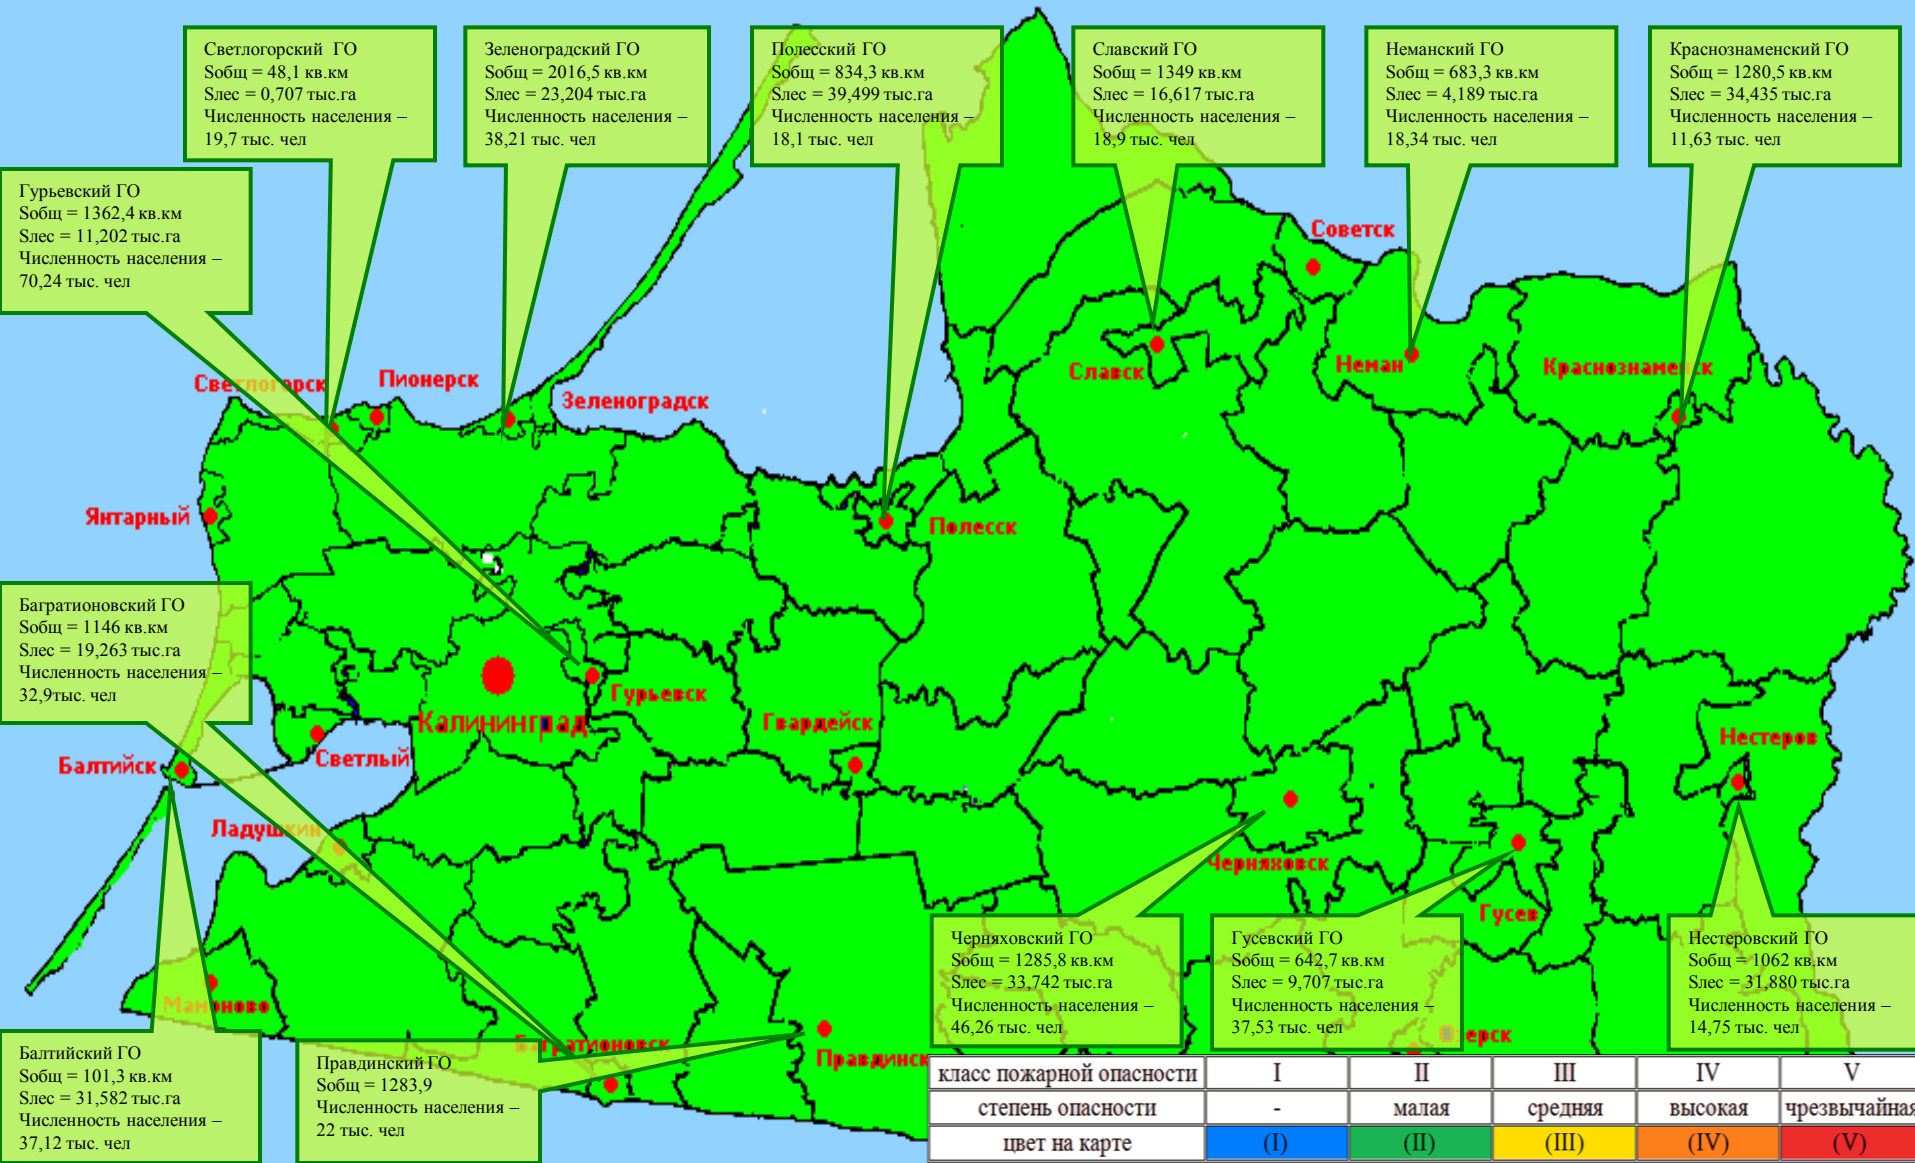 Светлогорский ГО
Sобщ = 48,1 кв.км
Sлес = 0,707 тыс.га
Численность населения –
19,7 тыс. чел
Зеленоградский ГО
Sобщ = 2016,5 кв.км
Sлес = 23,204 тыс.га
Численность населения –
38,21 тыс. чел
Полесский ГО
Sобщ = 834,3 кв.км
Sлес = 39,499 тыс.га
Численность населения –
18,1 тыс. чел
Славский ГО
Sобщ = 1349 кв.км
Sлес = 16,617 тыс.га
Численность населения –
18,9 тыс. чел
Неманский ГО
Sобщ = 683,3 кв.км
Sлес = 4,189 тыс.га
Численность населения –
18,34 тыс. чел
Краснознаменский ГО
Sобщ = 1280,5 кв.км
Sлес = 34,435 тыс.га
Численность населения –
11,63 тыс. чел
Гурьевский ГО
Sобщ = 1362,4 кв.км
Sлес = 11,202 тыс.га
Численность населения –
70,24 тыс. чел
Советск
Светлогорск
Пионерск
Зеленоградск
Славск
Неман
Краснознаменск
Янтарный
Полесск
Багратионовский ГО
Sобщ = 1146 кв.км
Sлес = 19,263 тыс.га
Численность населения –
32,9тыс. чел
Гурьевск
Калининград
Гвардейск
Нестеров
Балтийск
Светлый
Ладушкин
Черняховск
Гусев
Мамоново
Багратионовск
Правдинск
Озерск
Черняховский ГО
Sобщ = 1285,8 кв.км
Sлес = 33,742 тыс.га
Численность населения –
46,26 тыс. чел
Гусевский ГО
Sобщ = 642,7 кв.км
Sлес = 9,707 тыс.га
Численность населения –
37,53 тыс. чел
Нестеровский ГО
Sобщ = 1062 кв.км
Sлес = 31,880 тыс.га
Численность населения –
14,75 тыс. чел
Балтийский ГО
Sобщ = 101,3 кв.км
Sлес = 31,582 тыс.га
Численность населения –
37,12 тыс. чел
Правдинский ГО
Sобщ = 1283,9
Численность населения –
22 тыс. чел
класс пожарной опасности I II III IV V
степень опасности - малая средняя высокая чрезвычайная
цвет на карте (I) (II) (III) (IV) (V)